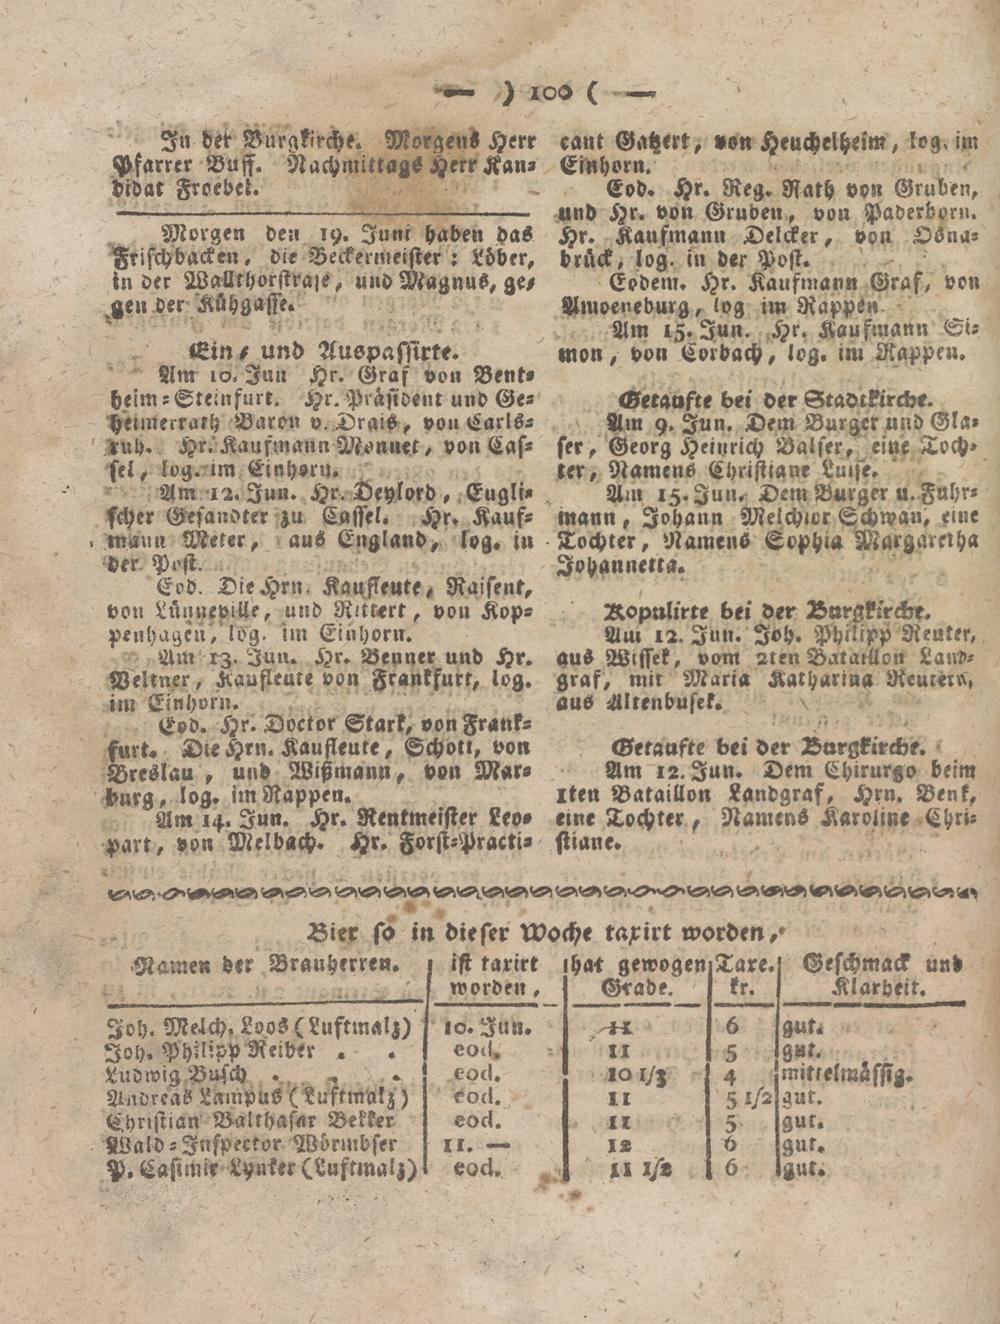 — ) 100 ( —
In der Burgkirche. Morgens Herr
Pfarrer Buff. Nachmittags Herr Kan-
didat Froebel.
Morgen den 19. Juni haben das
Frischbacken, die Beckermeister: Löber,
in der Wallthorstraße, und Magnus, ge-
gen der Kühgasse.
Ein- und Auspassirte.
Am 10. Jun Hr. Graf von Bent-
heim-Steinfurt. Hr. Präsident und Ge-
heimerrath Baron v. Drais, von Carls-
ruh. Hr. Kaufmann Monnet, von Cas-
sel, log. im Einhorn.
Am 12. Jun. Hr. Deylord, Engli-
scher Gesandter zu Cassel. Hr. Kauf-
mann Meter, aus England, log. in
der Post.
Eod. Die Hrn. Kaufleute, Raisent,
von Lünneville, und Rittert, von Kop-
penhagen, log. im Einhorn.
Am 13. Jun. Hr. Benner und Hr.
Veltner, Kaufleute von Frankfurt, log.
im Einhorn.
Eod. Hr. Doctor Stark, von Frank-
furt. Die Hrn. Kaufleute, Schott, von
Breslau, und Wißmann, von Mar-
burg, log. im Rappen.
Am 14. Jun. Hr. Rentmeister Leo-
part, von Melbach. Hr. Forst-Practi-
cant Gatzert, von Heuchelheim, log. im
Einhorn.
Eod. Hr. Reg. Rath von Gruben,
und Hr. von Gruben, von Paderborn.
Hr. Kaufmann Delcker, von Osna-
brück, log. in der Post.
Eodem. Hr. Kaufmann Graf, von
Amoeneburg, log im Rappen
Am 15. Jun. Hr. Kaufmann Si-
mon, von Corbach, log. im Rappen.
Getaufte bei der Stadtkirche.
Am 9. Jun. Dem Burger und Gla-
ser, Georg Heinrich Balser, eine Toch-
ter, Namens Christiane Luise.
Am 15. Jun. Dem Burger u. Fuhr-
mann, Johann Melchior Schwan, eine
Tochter, Namens Sophia Margaretha
Johannetta.
Kopulirte bei der Burgkirche.
Am 12. Jun. Joh. Philipp Reuter,
aus Wissek, vom 2ten Bataillon Land-
graf, mit Maria Katharina Reutern,
aus Altenbusek.
Getaufte bei der Burgkirche.
Am 12. Jun. Dem Chirurgo beim
1ten Bataillon Landgraf, Hrn. Benk,
eine Tochter, Namens Karoline Chri-
stiane.
Bier so in dieser Woche taxirt worden,
Namen der Brauherren. ist taxirt hat gewogen Taxe. Geschmack und
worden, Grade. kr. Klarheit.
Joh. Melch. Loos (Luftmalz) 10. Jun. 11 6 gut.
Joh. Philipp Reiber . . eod. 11 5 gut.
Ludwig Busch . . . eod. 10 1/3 4 mittelmässig.
Andreas Lampus (Luftmalz) eod. 11 5 1/2 gut.
Christian Balthasar Bekker eod. 11 5 gut.
Wald-Inspector Wörmbser 11. — 12 6 gut.
P. Casimir Lynker (Luftmalz) eod. 11 1/2 6 gut.